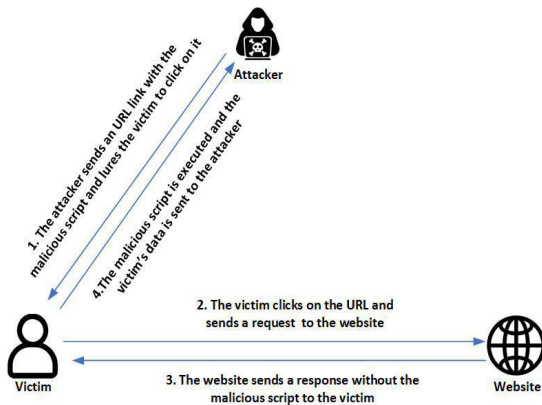 Attacker
1. The attacker sends an URL link with the
malicious script and lures the victim to click on it
4.The malicious script is executed and the
victim's data is sent to the attacker
2. The victim clicks on the URL and
sends a request to the website
Victim
Website
3. The website sends a response without the
malicious script to the victim